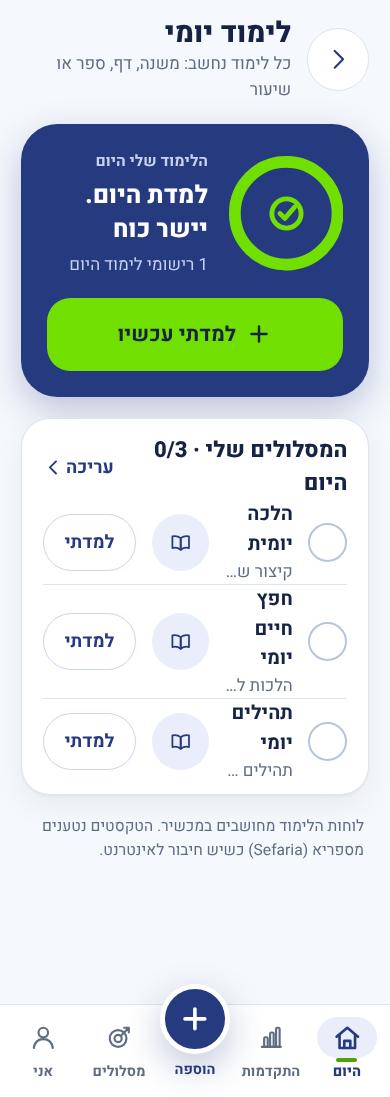 לימוד יומי
כל לימוד נחשב: משנה, דף, ספר או
שיעור
הלימוד שלי היום
למדת היום.
יישר כוח
1 רישומי לימוד היום
למדתי עכשיו
המסלולים שלי · 0/3
היום
עריכה
הלכה
יומית
קיצור ש...
למדתי
חפץ
חיים
יומי
הלכות ל...
למדתי
תהילים
יומי
תהילים ...
למדתי
לוחות הלימוד מחושבים במכשיר. הטקסטים נטענים
מספריא (Sefaria) כשיש חיבור לאינטרנט.
היום
התקדמות
הוספה
מסלולים
אני